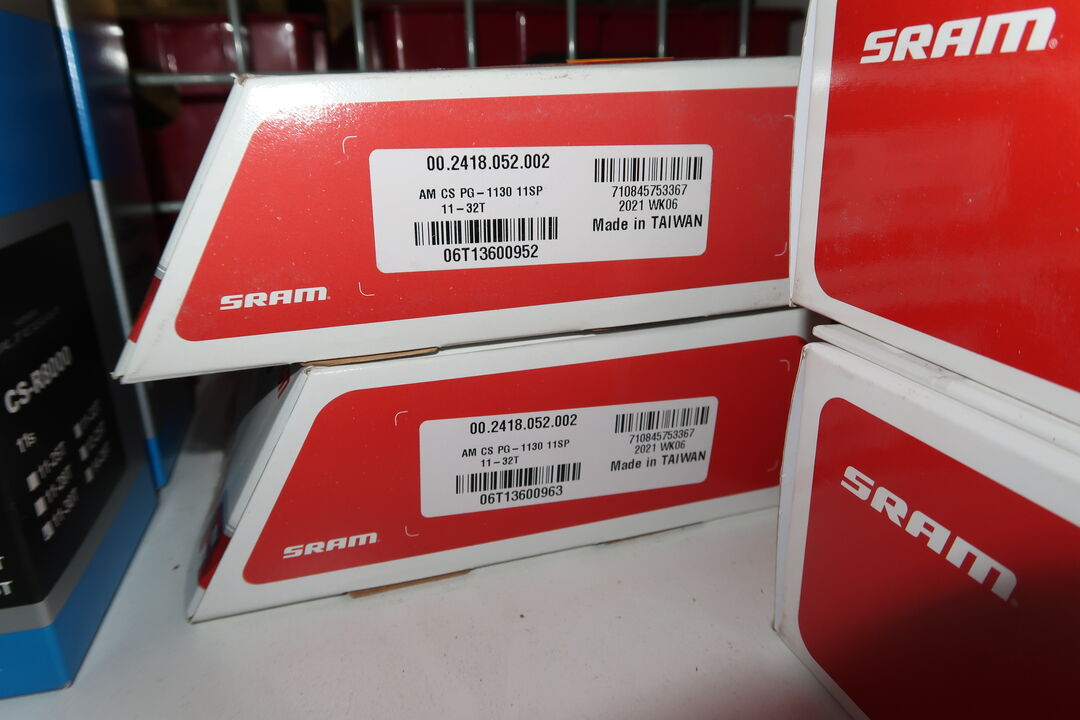 SRAM
00.2418.052.002
AM CS PG-1130 11SP
11-32T
06T13600952
710845753367
2021 WK06
Made in TAIWAN
SRAM
00.2418.052.002
AM CS PG-1130 11SP
11-32T
06T13600963
710845753367
2021 WK06
Made in TAIWAN
SRAM
SRAM
CS-R8000
11s